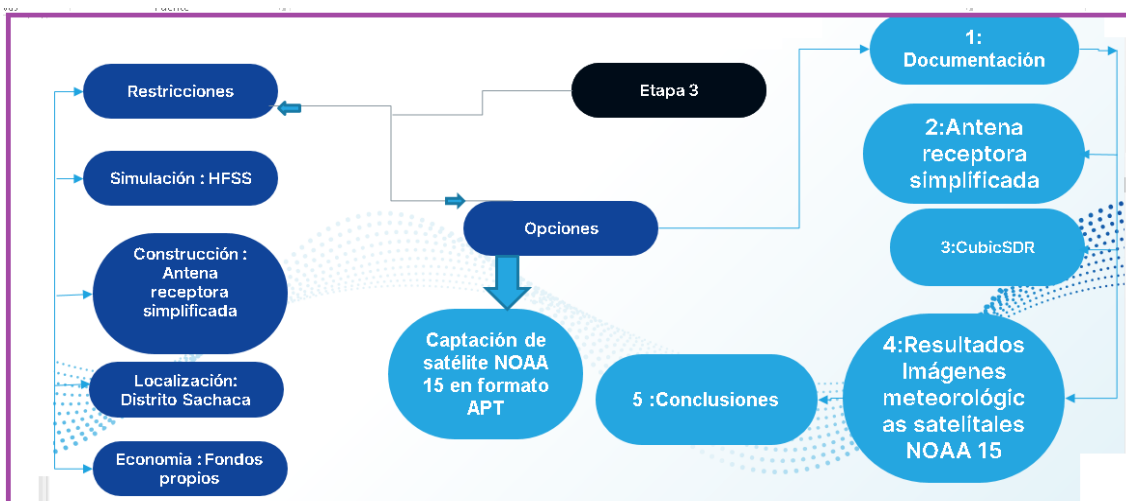 Restricciones
Simulación : HFSS
Construcción :
Antena
receptora
simplificada
Localización:
Distrito Sachaca
Economia : Fondos
propios
Etapa 3
Opciones
Captación de
satélite NOAA
15 en formato
APT
1:
Documentación
2:Antena
receptora
simplificada
3:CubicSDR
4:Resultados
Imágenes
meteorológic
as satelitales
NOAA 15
5 :Conclusiones